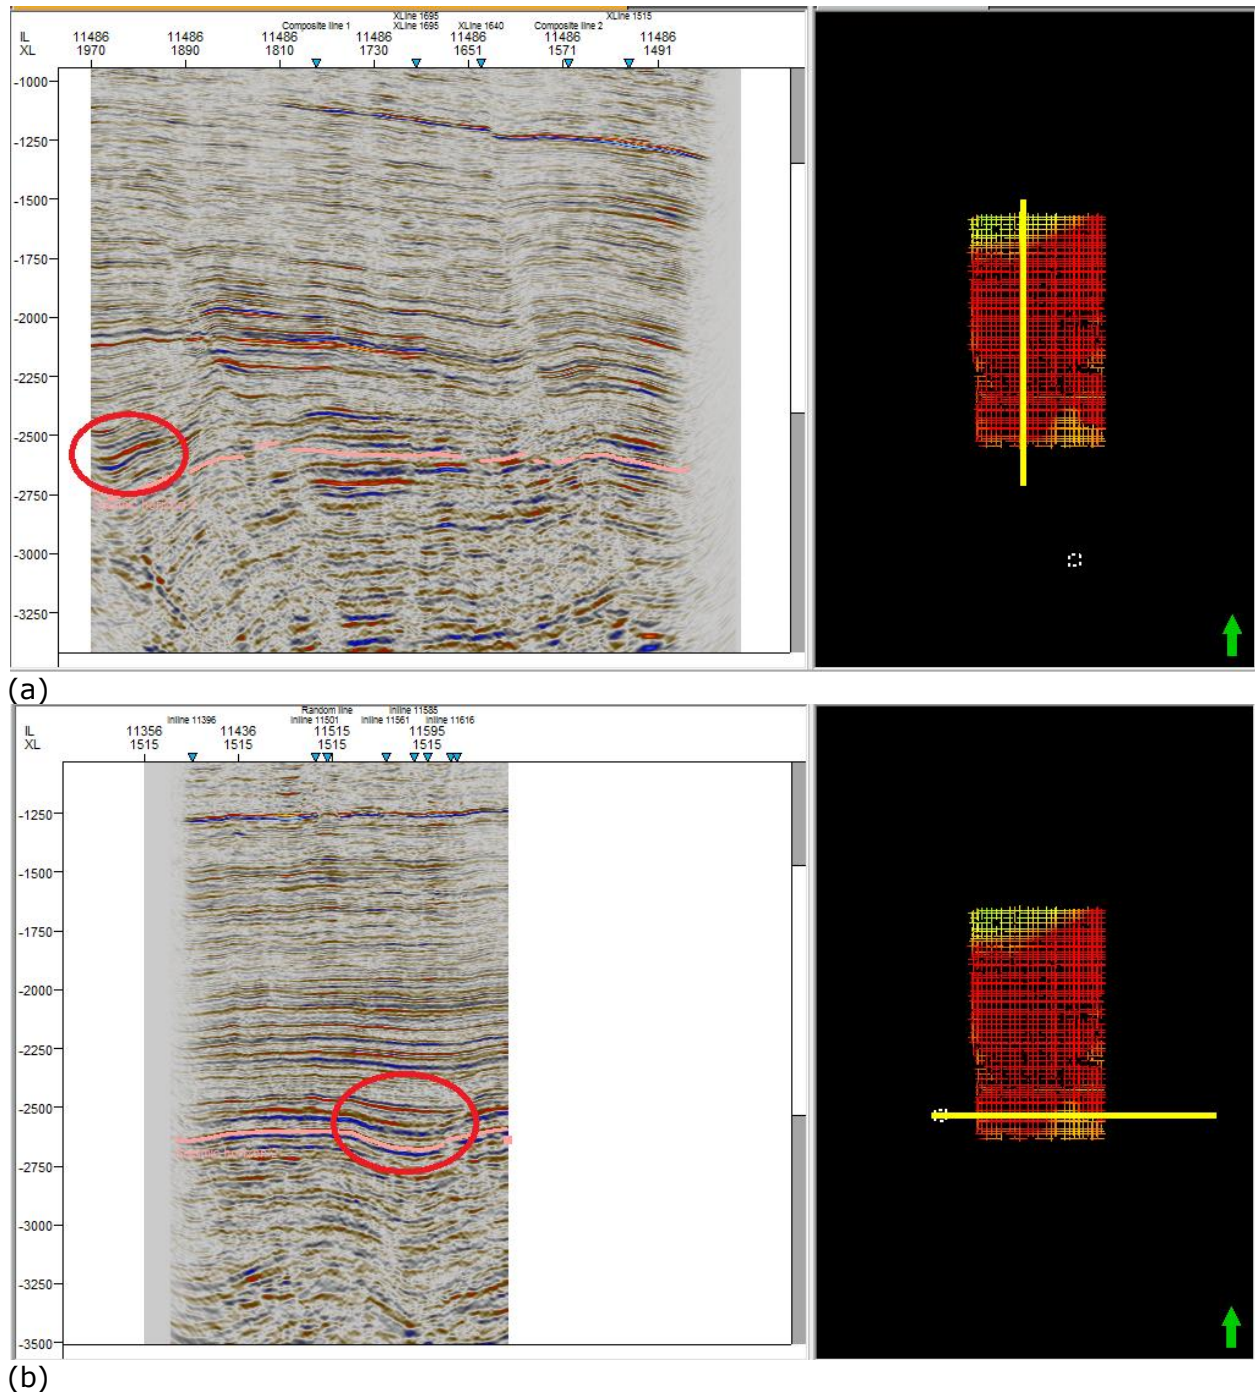 XLine 1695 XLine 1515
Composite line 1 XLine 1695 XLine 1640 Composite line 2
IL 11486 11486 11486 11486 11486 11486 11486
XL 1970 1890 1810 1730 1651 1571 1491
-1000
-1250
-1500
-1750
-2000
-2250
-2500
-2750
-3000
-3250
(a)
Random line Inline 11585
Inline 11396 Inline 11501 Inline 11561 Inline 11616
IL 11356 11436 11515 11595
XL 1515 1515 1515 1515
-1250
-1500
-1750
-2000
-2250
-2500
-2750
-3000
-3250
-3500
(b)